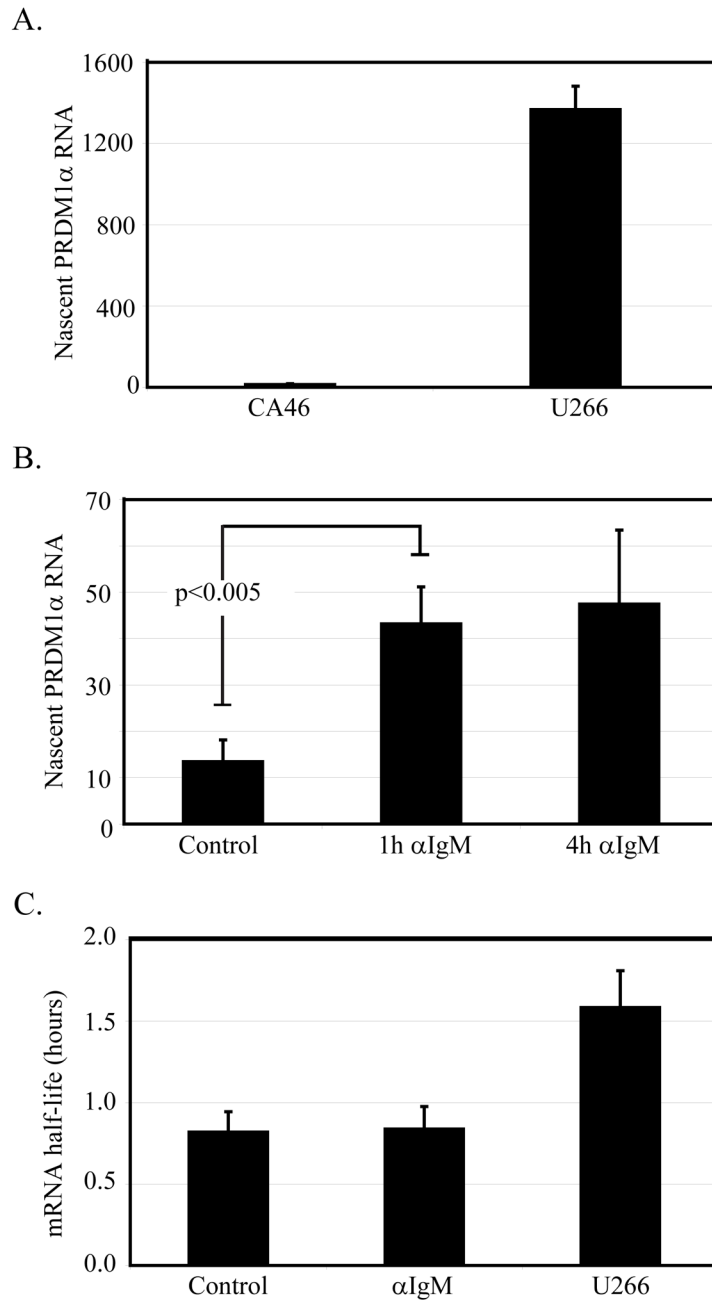 A.
Nascent PRDM1α RNA
1600
1200
800
400
0
CA46 U266
B.
Nascent PRDM1α RNA
70
50
30
10
0
p<0.005
Control 1h αIgM 4h αIgM
C.
mRNA half-life (hours)
2.0
1.5
1.0
0.5
0.0
Control αIgM U266